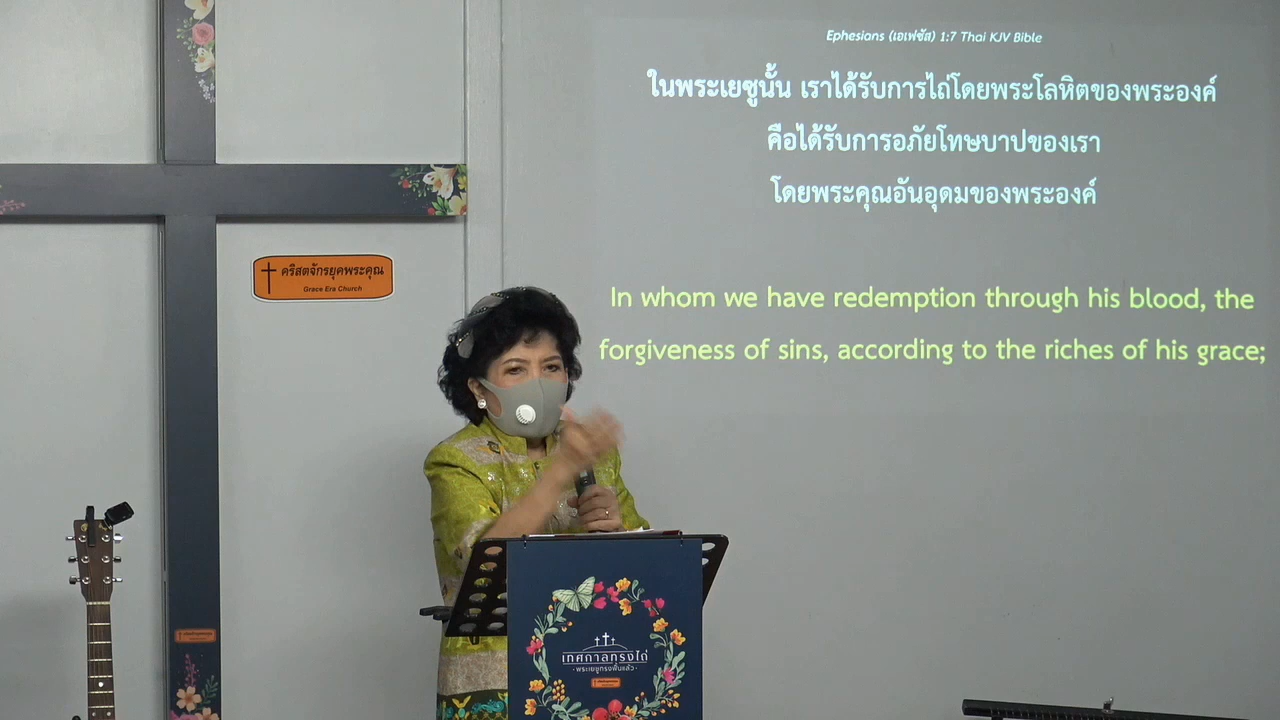 Ephesians (เอเฟซัส) 1:7 Thai KJV Bible
ในพระเยซูนั้น เราได้รับการไถ่โดยพระโลหิตของพระองค์
คือได้รับการอภัยโทษบาปของเรา
โดยพระคุณอันอุดมของพระองค์
In whom we have redemption through his blood, the
forgiveness of sins, according to the riches of his grace;
คริสตจักรยุคพระคุณ
Grace Era Church
เทศกาลทรงไถ่
พระเยซูทรงฟื้นแล้ว